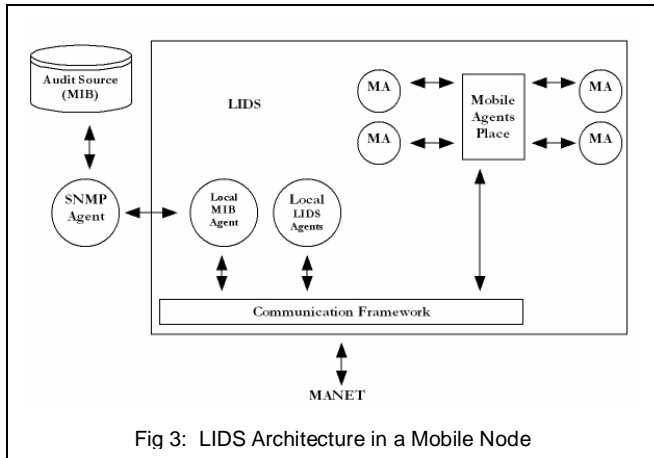 Audit Source
(MIB)
LIDS
MA
MA
Mobile
Agents
Place
MA
MA
SNMP
Agent
Local
MIB
Agent
Local
LIDS
Agents
Communication Framework
MANET
Fig 3: LIDS Architecture in a Mobile Node